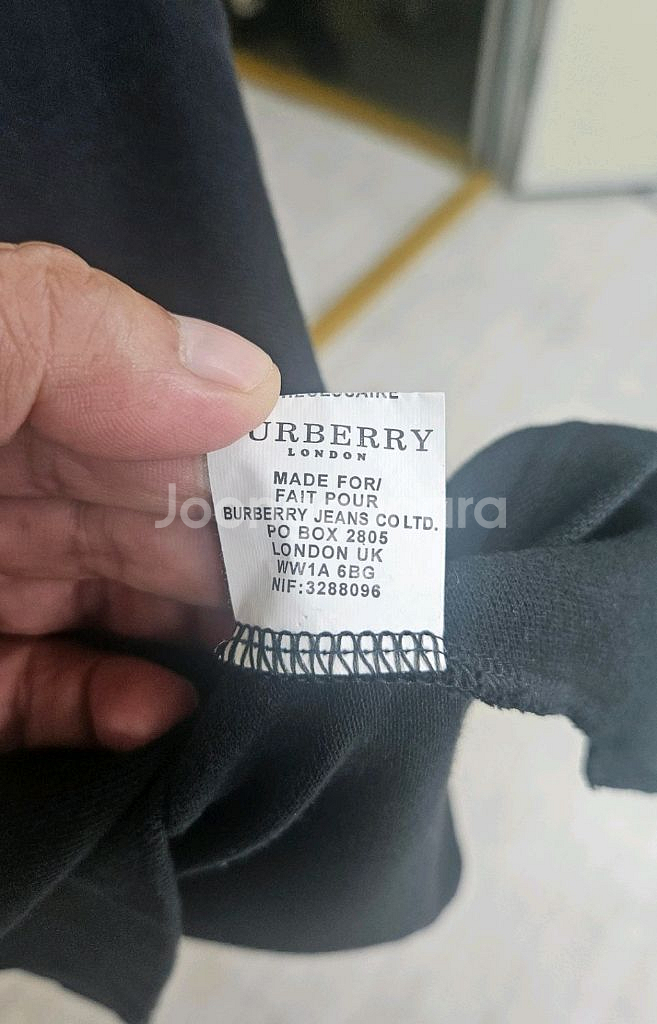 URBERRY
LONDON
MADE FOR/
FAIT POUR
BURBERRY JEANS CO LTD.
PO BOX 2805
LONDON UK
WW1A 6BG
NIF:3288096